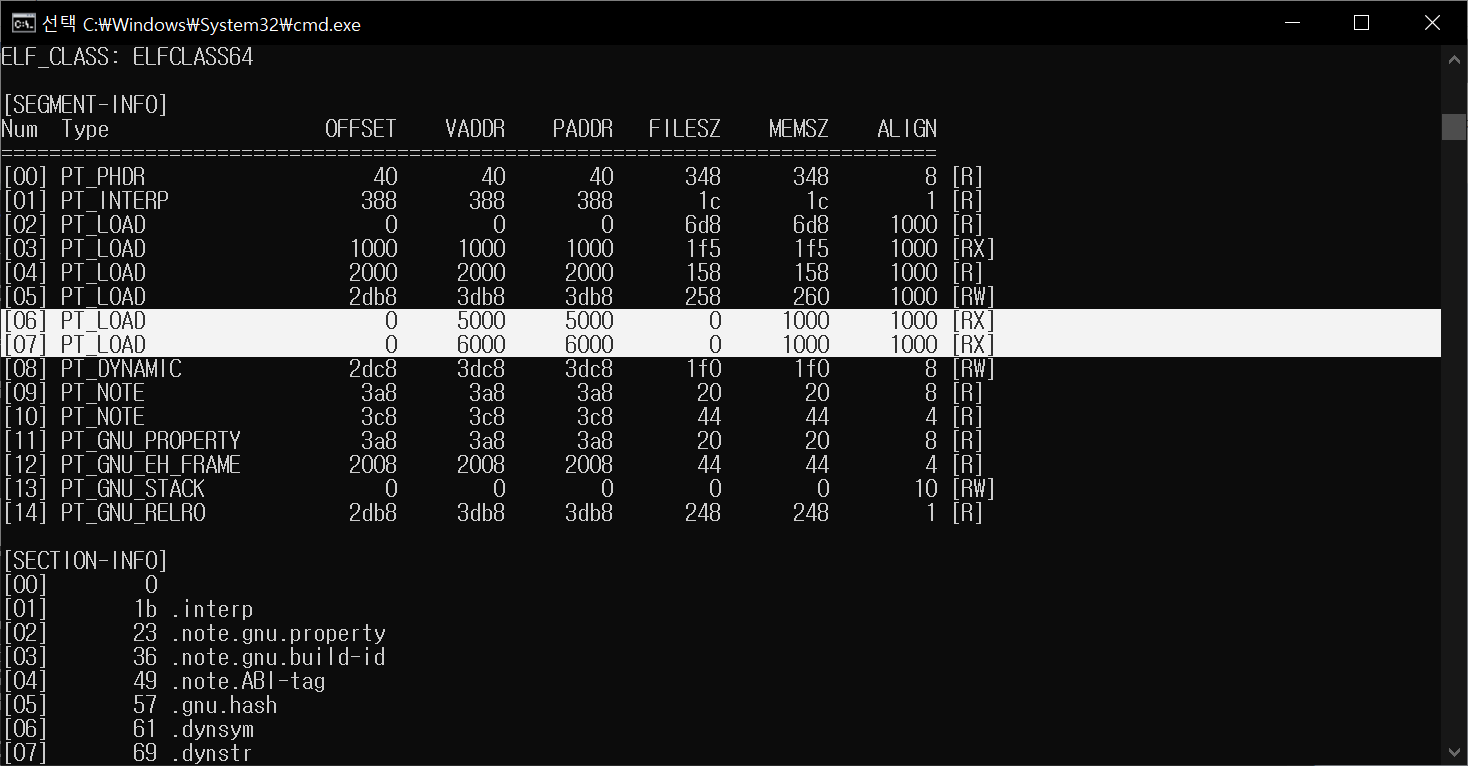 선택 C:₩Windows₩System32₩cmd.exe
ELF_CLASS: ELFCLASS64
[SEGMENT-INFO]
Num Type OFFSET VADDR PADDR FILESZ MEMSZ ALIGN
==============================================================================
[00] PT_PHDR 40 40 40 348 348 8 [R]
[01] PT_INTERP 388 388 388 1c 1c 1 [R]
[02] PT_LOAD 0 0 0 6d8 6d8 1000 [R]
[03] PT_LOAD 1000 1000 1000 1f5 1f5 1000 [RX]
[04] PT_LOAD 2000 2000 2000 158 158 1000 [R]
[05] PT_LOAD 2db8 3db8 3db8 258 260 1000 [RW]
[06] PT_LOAD 0 5000 5000 0 1000 1000 [RX]
[07] PT_LOAD 0 6000 6000 0 1000 1000 [RX]
[08] PT_DYNAMIC 2dc8 3dc8 3dc8 1f0 1f0 8 [RW]
[09] PT_NOTE 3a8 3a8 3a8 20 20 8 [R]
[10] PT_NOTE 3c8 3c8 3c8 44 44 4 [R]
[11] PT_GNU_PROPERTY 3a8 3a8 3a8 20 20 8 [R]
[12] PT_GNU_EH_FRAME 2008 2008 2008 44 44 4 [R]
[13] PT_GNU_STACK 0 0 0 0 0 10 [RW]
[14] PT_GNU_RELRO 2db8 3db8 3db8 248 248 1 [R]
[SECTION-INFO]
[00] 0
[01] 1b .interp
[02] 23 .note.gnu.property
[03] 36 .note.gnu.build-id
[04] 49 .note.ABI-tag
[05] 57 .gnu.hash
[06] 61 .dynsym
[07] 69 .dynstr